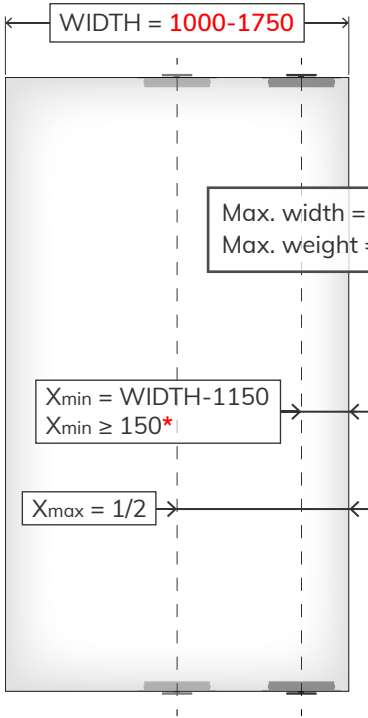 WIDTH = 1000-1750
Max. width =
Max. weight =
Xmin = WIDTH-1150
Xmin ≥ 150*
Xmax = 1/2